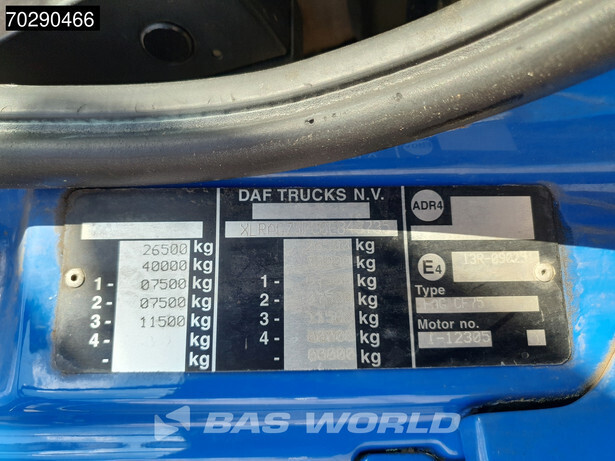 70290466
DAF TRUCKS N.V.
ADR4
26500 kg
40000 kg
1 - 07500 kg
2 - 07500 kg
3 - 11500 kg
4 - kg
- kg
kg
kg
1 - kg
2 - kg
3 - kg
4 - kg
- kg
E4
Type
CF75
Motor no.
BAS WORLD